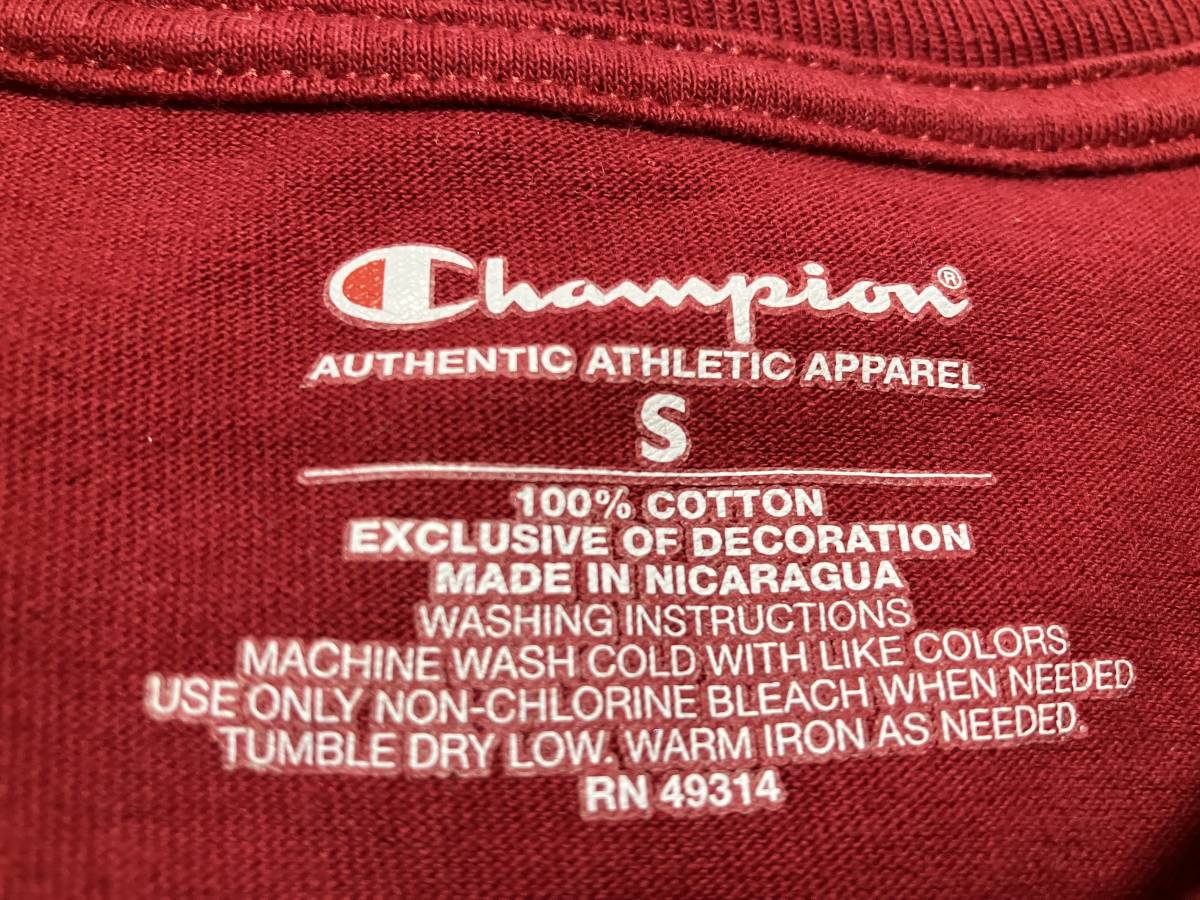 Champion®
AUTHENTIC ATHLETIC APPAREL
S
100% COTTON
EXCLUSIVE OF DECORATION
MADE IN NICARAGUA
WASHING INSTRUCTIONS
MACHINE WASH COLD WITH LIKE COLORS
USE ONLY NON-CHLORINE BLEACH WHEN NEEDED
TUMBLE DRY LOW. WARM IRON AS NEEDED.
RN 49314